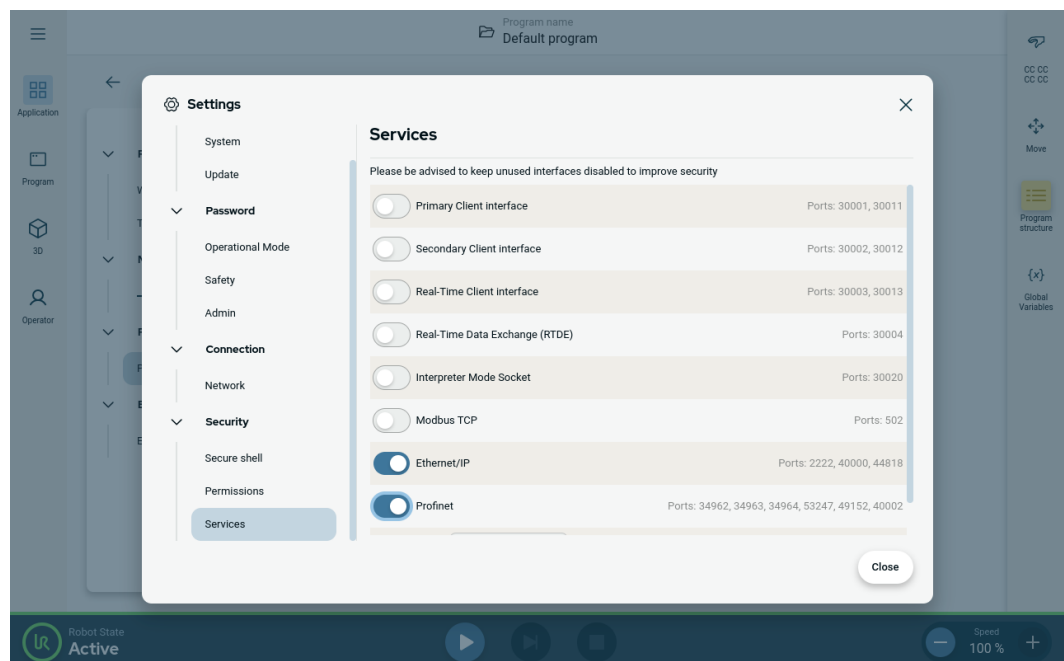 Program name
Default program
Application
Program
3D
Operator
CC CC
CC CC
Move
Program
structure
{x}
Global
Variables
Settings
System
Update
Password
Operational Mode
Safety
Admin
Connection
Network
Security
Secure shell
Permissions
Services
Services
Please be advised to keep unused interfaces disabled to improve security
Primary Client interface Ports: 30001, 30011
Secondary Client interface Ports: 30002, 30012
Real-Time Client interface Ports: 30003, 30013
Real-Time Data Exchange (RTDE) Ports: 30004
Interpreter Mode Socket Ports: 30020
Modbus TCP Ports: 502
Ethernet/IP Ports: 2222, 40000, 44818
Profinet Ports: 34962, 34963, 34964, 53247, 49152, 40002
Close
UR
Robot State
Active
Speed
100 %